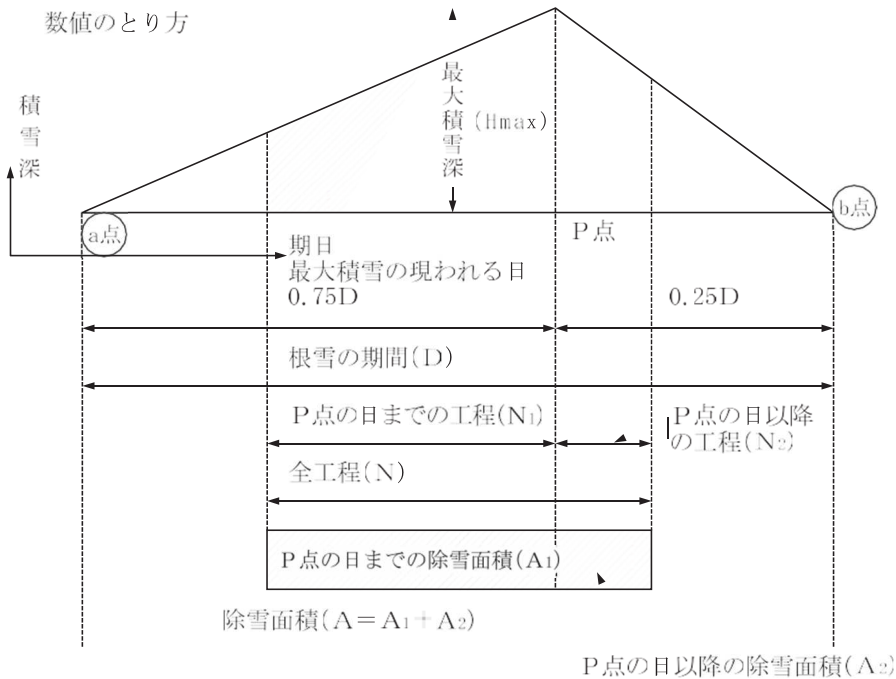 数値のとり方
積雪深
最大積雪深
(Hmax)
a点
b点
P点
期日
最大積雪の現われる日
0.75D
0.25D
根雪の期間(D)
P点の日までの工程(N₁)
P点の日以降
の工程(N₂)
全工程(N)
P点の日までの除雪面積(A₁)
除雪面積(A=A₁+A₂)
P点の日以降の除雪面積(A₂)